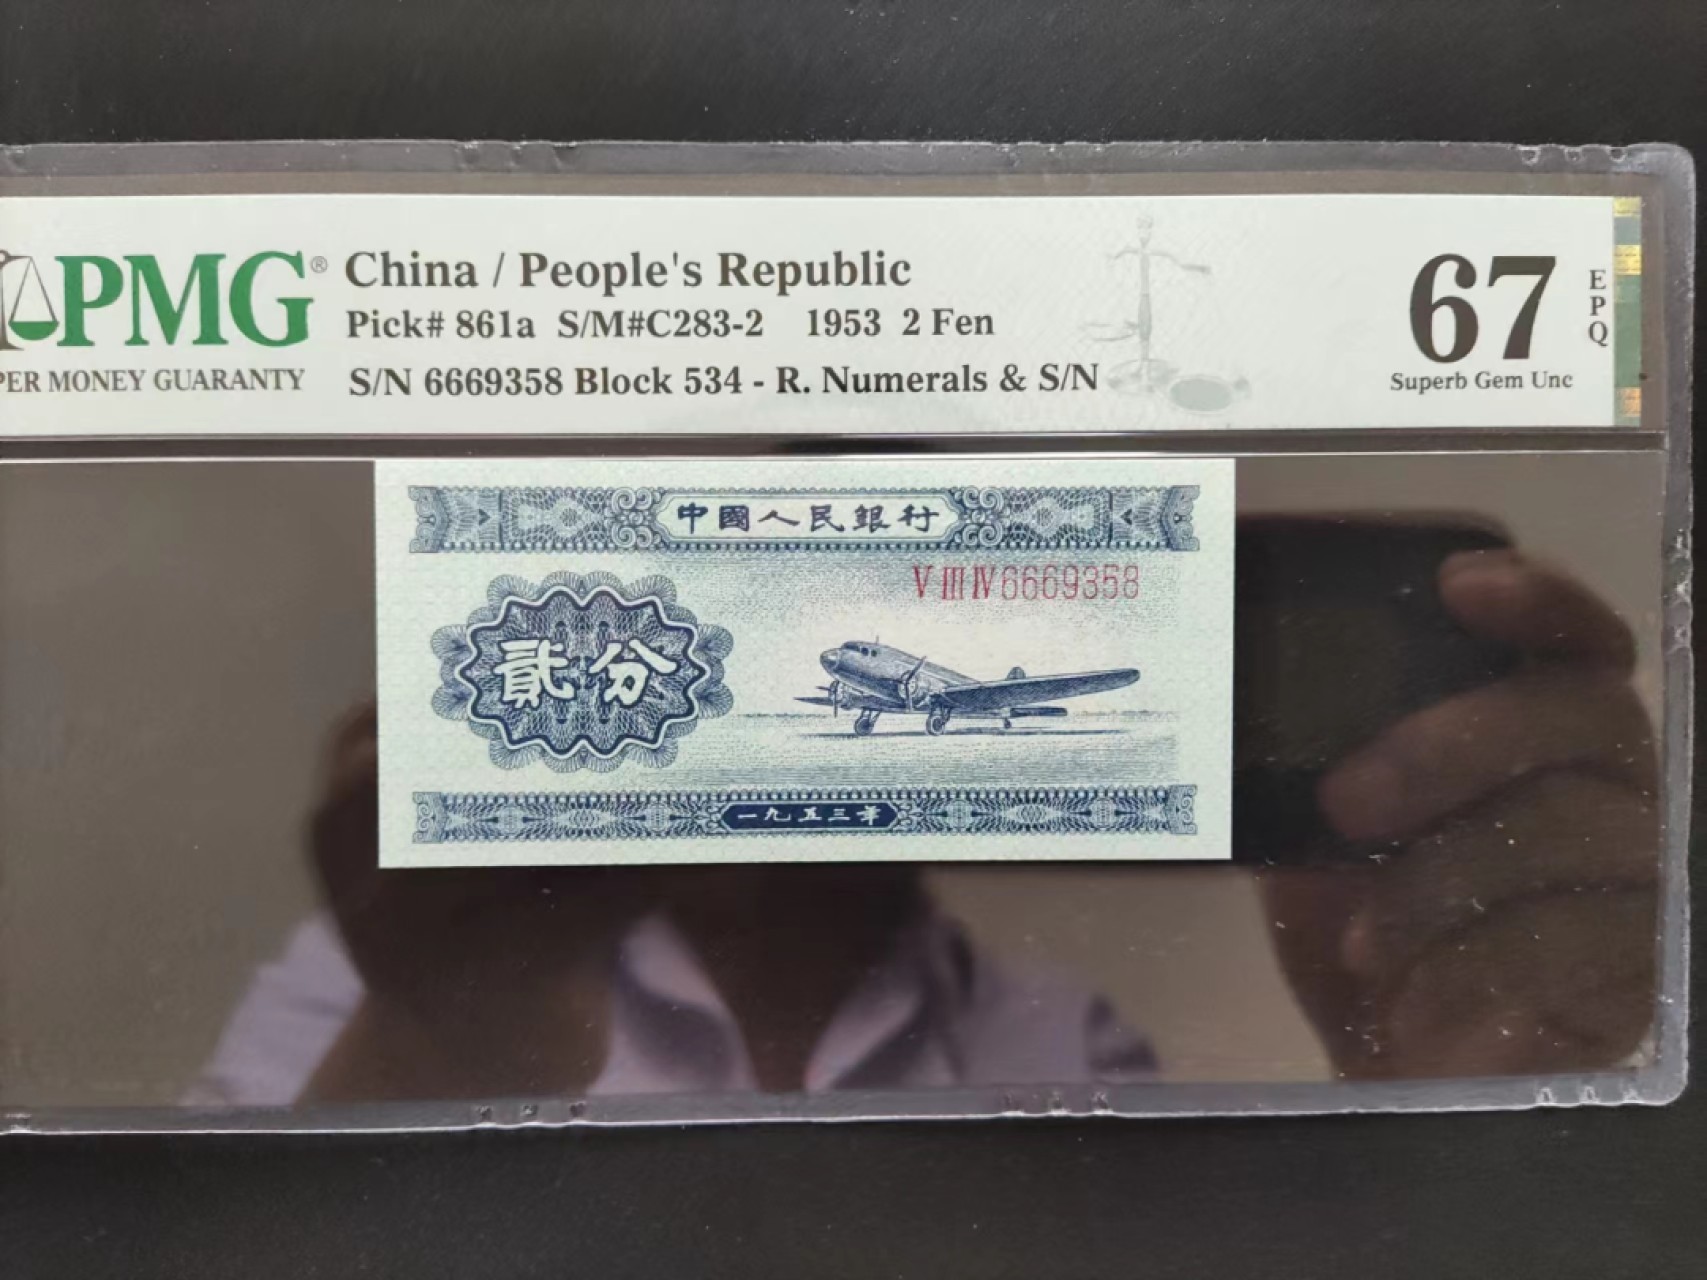 PMG®
PER MONEY GUARANTY
China / People's Republic
Pick# 861a S/M#C283-2 1953 2 Fen
S/N 6669358 Block 534 - R. Numerals & S/N
67
EPQ
Superb Gem Unc
中國人民銀行
V III IV 6669358
貳分
一九五三年